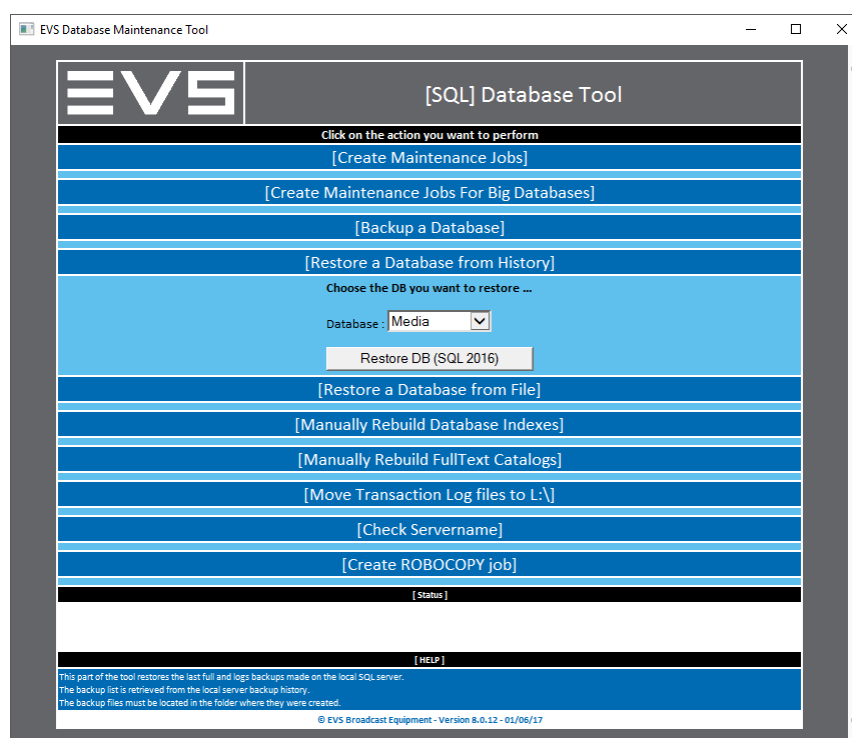 EVS Database Maintenance Tool
EVS
[SQL] Database Tool
Click on the action you want to perform
[Create Maintenance Jobs]
[Create Maintenance Jobs For Big Databases]
[Backup a Database]
[Restore a Database from History]
Choose the DB you want to restore ...
Database : Media
Restore DB (SQL 2016)
[Restore a Database from File]
[Manually Rebuild Database Indexes]
[Manually Rebuild FullText Catalogs]
[Move Transaction Log files to L:\]
[Check Servername]
[Create ROBOCOPY job]
[ Status ]
[ HELP ]
This part of the tool restores the last full and logs backups made on the local SQL server.
The backup list is retrieved from the local server backup history.
The backup files must be located in the folder where they were created.
© EVS Broadcast Equipment - Version 8.0.12 - 01/06/17